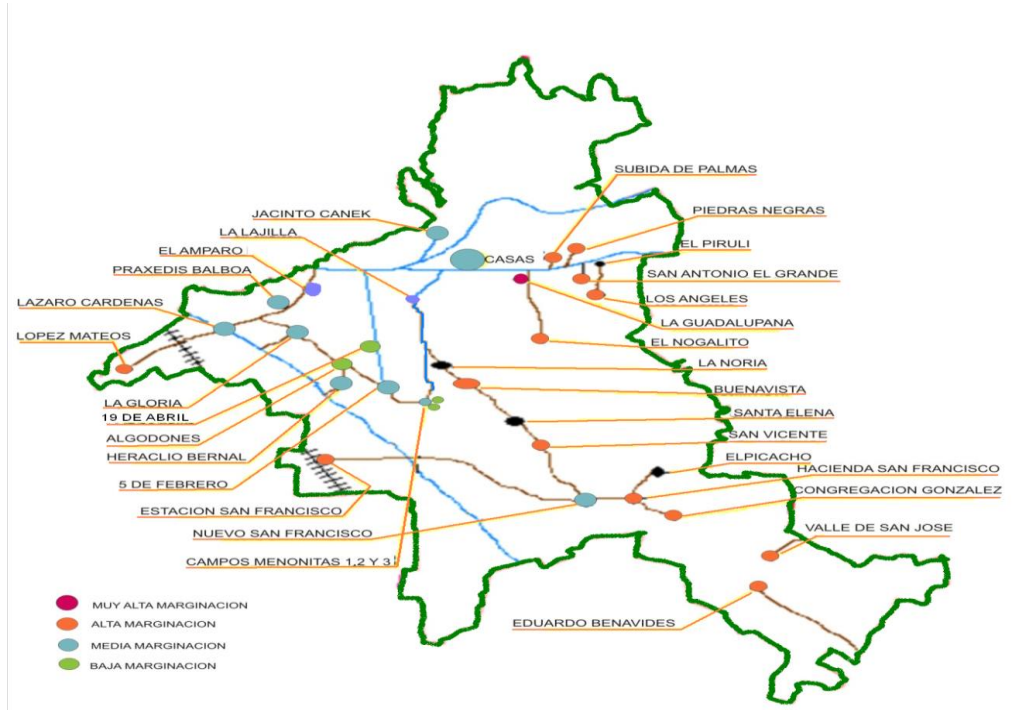 SUBIDA DE PALMAS
JACINTO CANEK
PIEDRAS NEGRAS
LA LAJILLA
EL AMPARO
EL PIRULI
CASAS
PRAXEDIS BALBOA
SAN ANTONIO EL GRANDE
LAZARO CARDENAS
LOS ANGELES
LA GUADALUPANA
LOPEZ MATEOS
EL NOGALITO
LA NORIA
BUENAVISTA
LA GLORIA
SANTA ELENA
19 DE ABRIL
SAN VICENTE
ALGODONES
HERACLIO BERNAL
ELPICACHO
HACIENDA SAN FRANCISCO
5 DE FEBRERO
CONGREGACION GONZALEZ
ESTACION SAN FRANCISCO
VALLE DE SAN JOSE
NUEVO SAN FRANCISCO
CAMPOS MENONITAS 1,2 Y 3
MUY ALTA MARGINACION
ALTA MARGINACION
EDUARDO BENAVIDES
MEDIA MARGINACION
BAJA MARGINACION